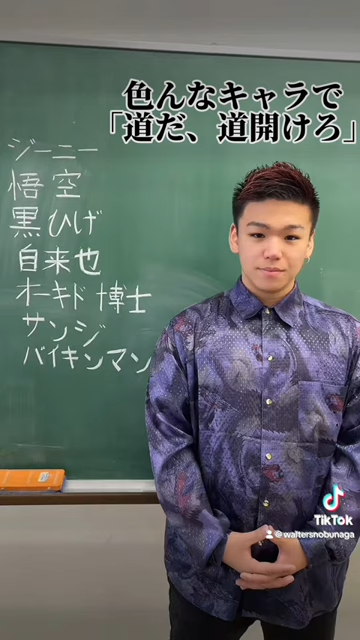 色んなキャラで
「道だ、道開けろ」
ジーニー
悟空
黒ひげ
自来也
オーキド博士
サンジ
バイキンマン
TikTok
@waltersnobunaga